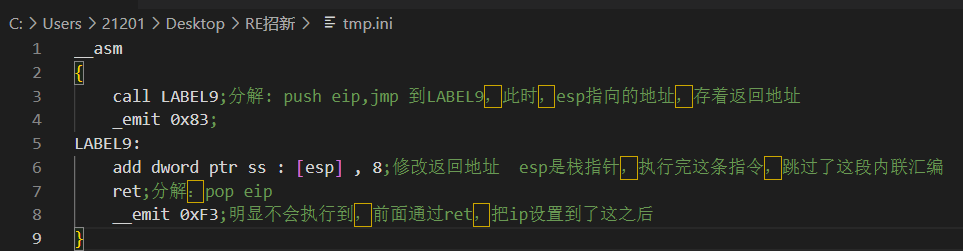 C: > Users > 21201 > Desktop > RE招新 > tmp.ini
1 __asm
2 {
3 call LABEL9;分解: push eip,jmp 到LABEL9，此时，esp指向的地址，存着返回地址
4 _emit 0x83;
5 LABEL9:
6 add dword ptr ss : [esp] , 8;修改返回地址  esp是栈指针，执行完这条指令，跳过了这段内联汇编
7 ret;分解：pop eip
8 __emit 0xF3;明显不会执行到，前面通过ret，把ip设置到了这之后
9 }